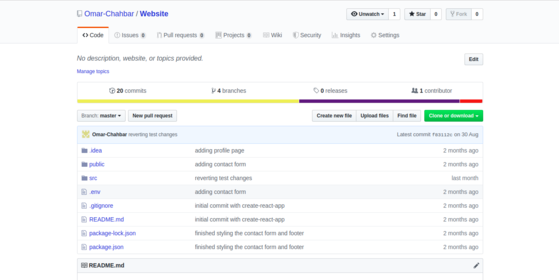 Omar-Chabbar / Website
Unwatch 1 Star 0 Fork 0
Code Issues 0 Pull requests 0 Projects 0 Wiki Security Insights Settings
No description, website, or topics provided. Edit
Manage topics
20 commits 4 branches 0 releases 1 contributor
Branch: master New pull request Create new file Upload files Find file Clone or download
Omar-Chabbar reverting test changes Latest commit on 30 Aug
.idea adding profile page 2 months ago
public adding contact form 2 months ago
src reverting test changes last month
.env adding contact form 2 months ago
.gitignore initial commit with create-react-app 2 months ago
README.md initial commit with create-react-app 2 months ago
package-lock.json finished styling the contact form and footer 2 months ago
package.json finished styling the contact form and footer 2 months ago
README.md